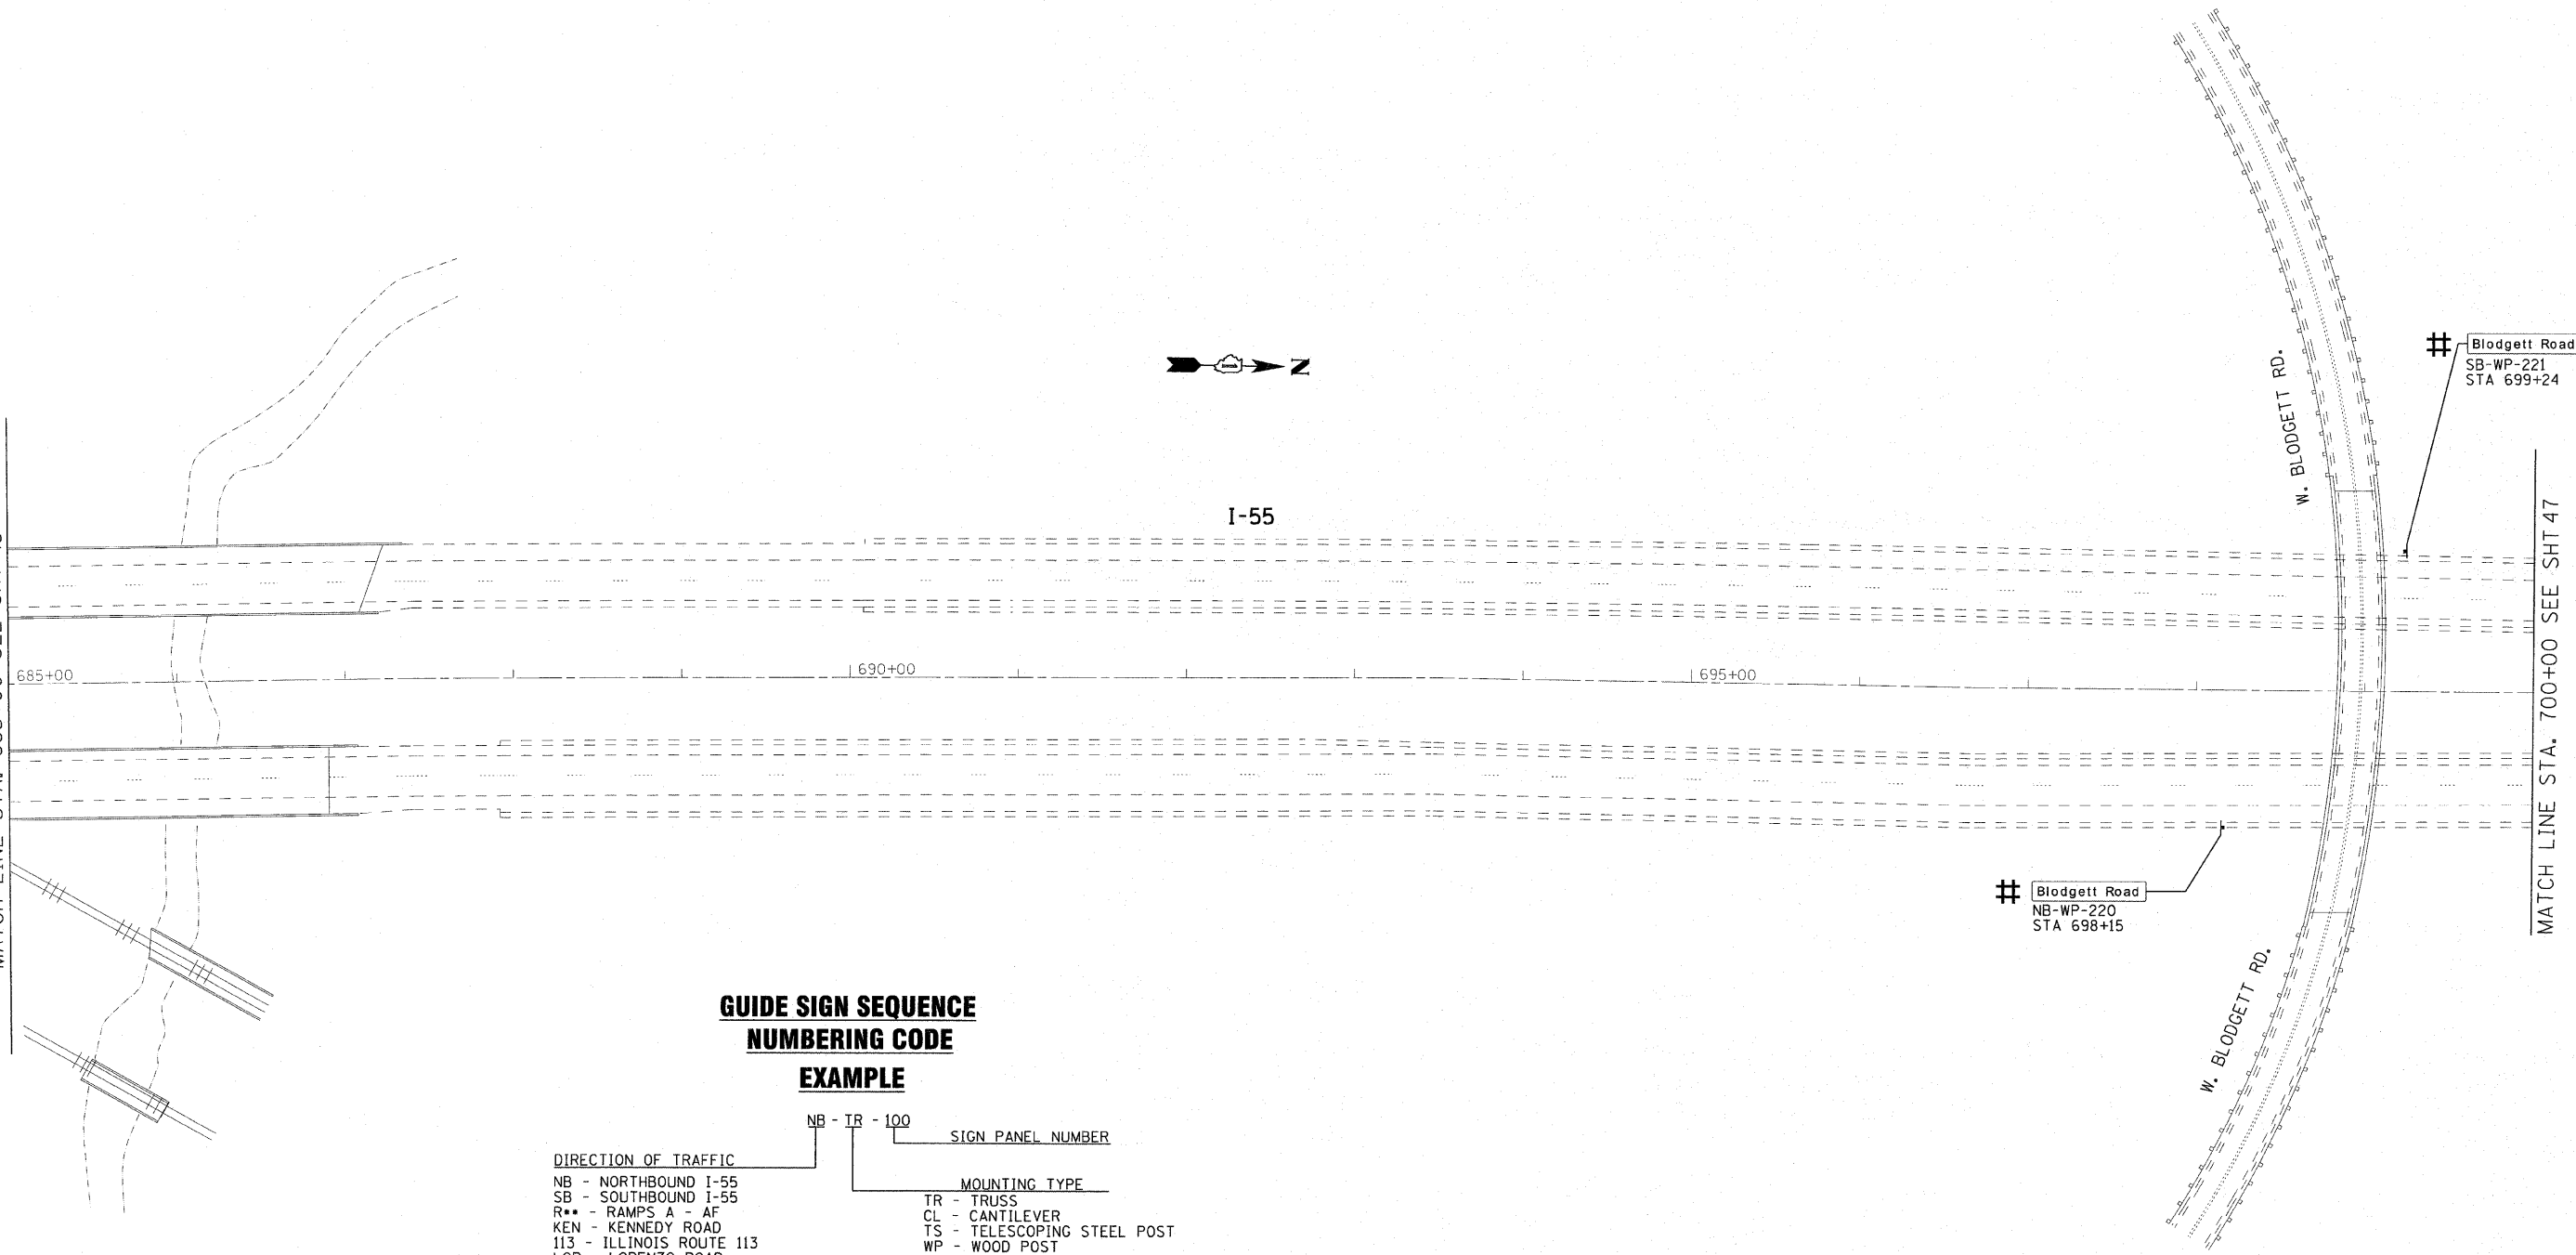 W. BLODGETT RD.
# Blodgett Road
SB-WP-221
STA 699+24
N
I-55
685+00
690+00
695+00
MATCH LINE STA. 700+00 SEE SHT 47
# Blodgett Road
NB-WP-220
STA 698+15
W. BLODGETT RD.
GUIDE SIGN SEQUENCE
NUMBERING CODE
EXAMPLE
NB - TR - 100
SIGN PANEL NUMBER
DIRECTION OF TRAFFIC
NB - NORTHBOUND I-55
SB - SOUTHBOUND I-55
R** - RAMPS A - AF
KEN - KENNEDY ROAD
113 - ILLINOIS ROUTE 113
MOUNTING TYPE
TR - TRUSS
CL - CANTILEVER
TS - TELESCOPING STEEL POST
WP - WOOD POST